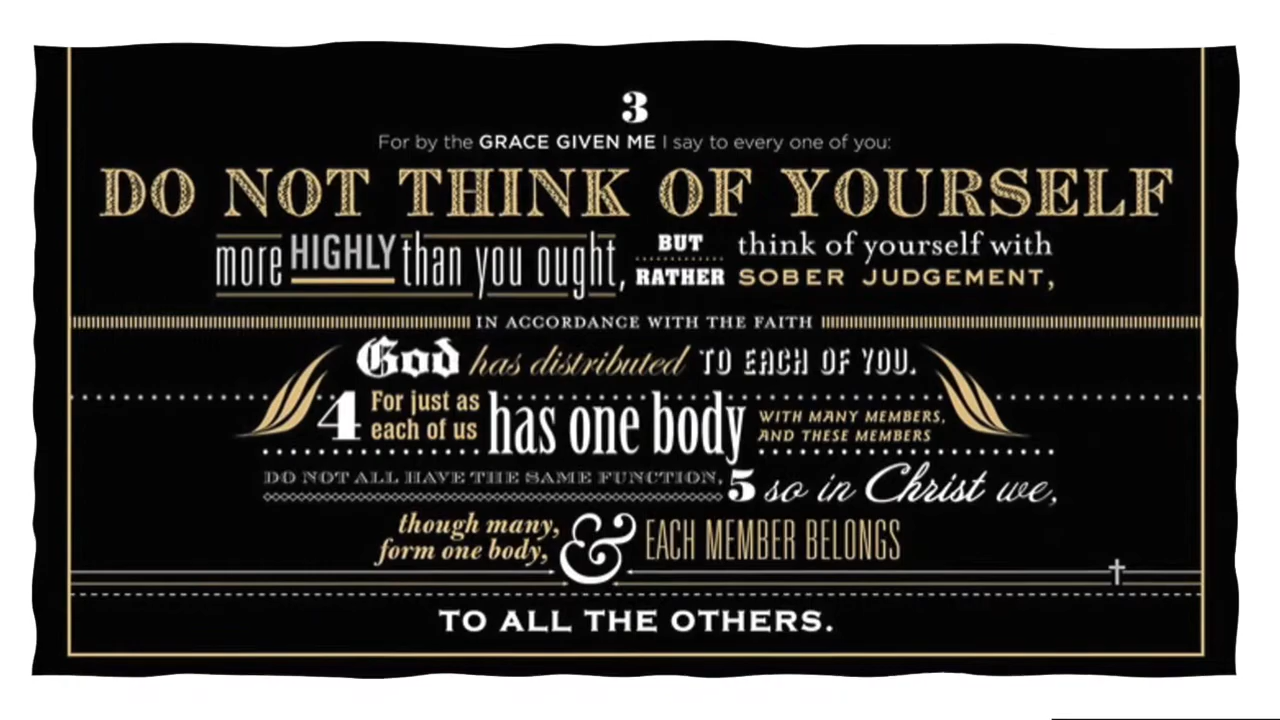 3
For by the GRACE GIVEN ME I say to every one of you:
DO NOT THINK OF YOURSELF
more HIGHLY than you ought, BUT RATHER think of yourself with SOBER JUDGEMENT,
IN ACCORDANCE WITH THE FAITH
God has distributed TO EACH OF YOU.
4 For just as each of us has one body WITH MANY MEMBERS, AND THESE MEMBERS
DO NOT ALL HAVE THE SAME FUNCTION, 5 so in Christ we,
though many, form one body, & EACH MEMBER BELONGS
TO ALL THE OTHERS.